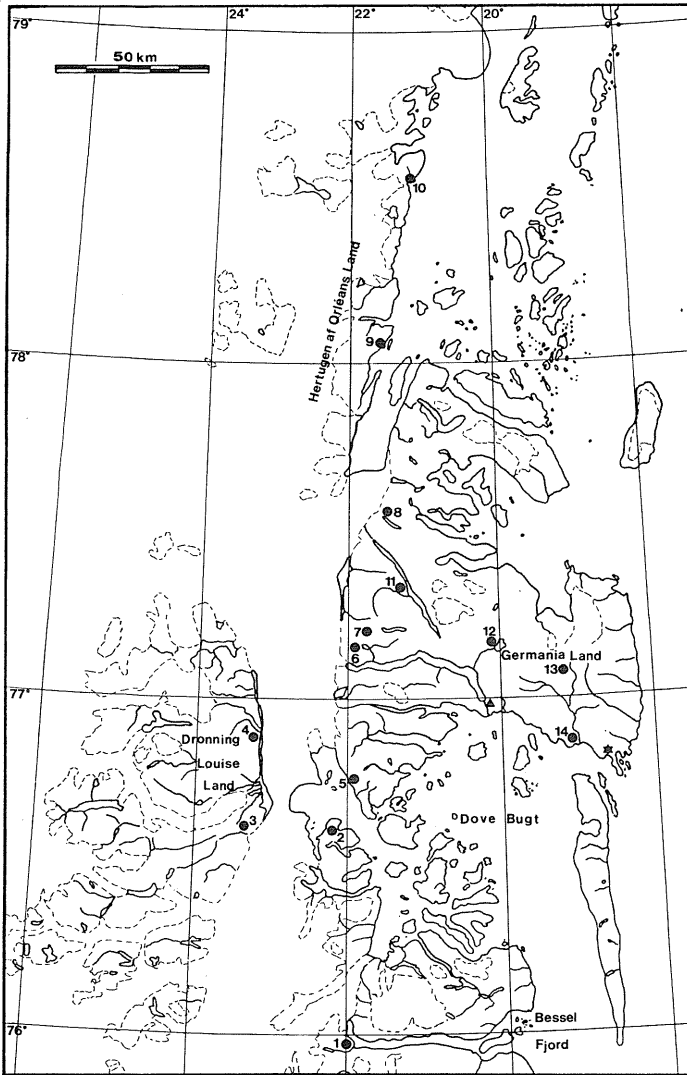 24°
22°
20°
79°
50 km
10
Hertugen af Orléans Land
9
78°
8
11
7
6
12
Germania Land
13
77°
4
Dronning
Louise
Land
14
5
Dove Bugt
3
2
76°
1
Bessel
Fjord